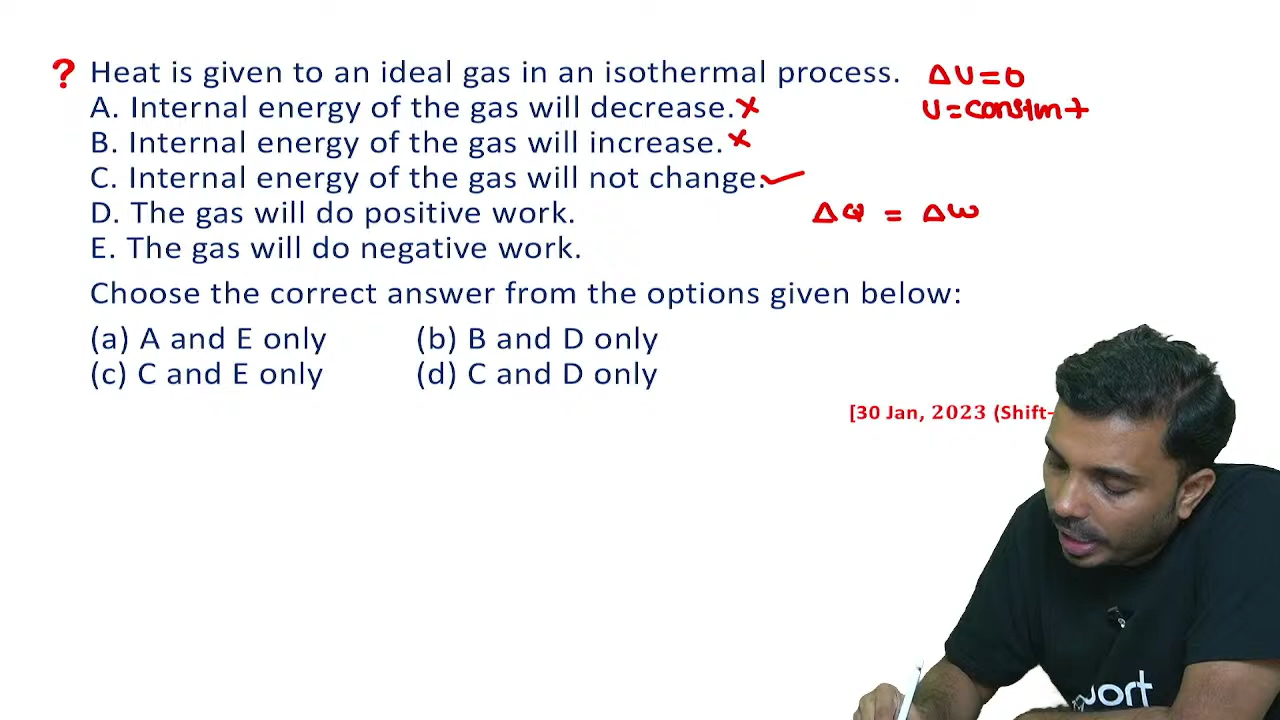 ? Heat is given to an ideal gas in an isothermal process. ΔU=0
A. Internal energy of the gas will decrease.× U=constant
B. Internal energy of the gas will increase.×
C. Internal energy of the gas will not change.✓
D. The gas will do positive work. ΔQ = ΔW
E. The gas will do negative work.
Choose the correct answer from the options given below:
(a) A and E only (b) B and D only
(c) C and E only (d) C and D only
[30 Jan, 2023 (Shift-